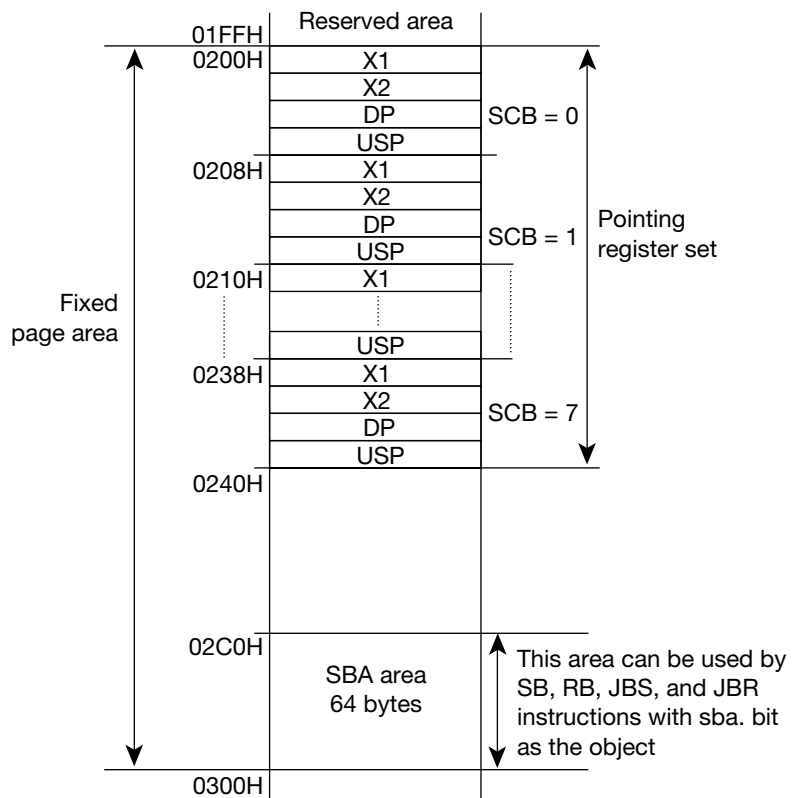 Reserved area
01FFH
0200H
X1
X2
DP
SCB = 0
USP
0208H
X1
X2
DP
SCB = 1
USP
Pointing
register set
0210H
X1
Fixed
page area
USP
0238H
X1
X2
SCB = 7
DP
USP
0240H
02C0H
SBA area
64 bytes
This area can be used by
SB, RB, JBS, and JBR
instructions with sba. bit
as the object
0300H